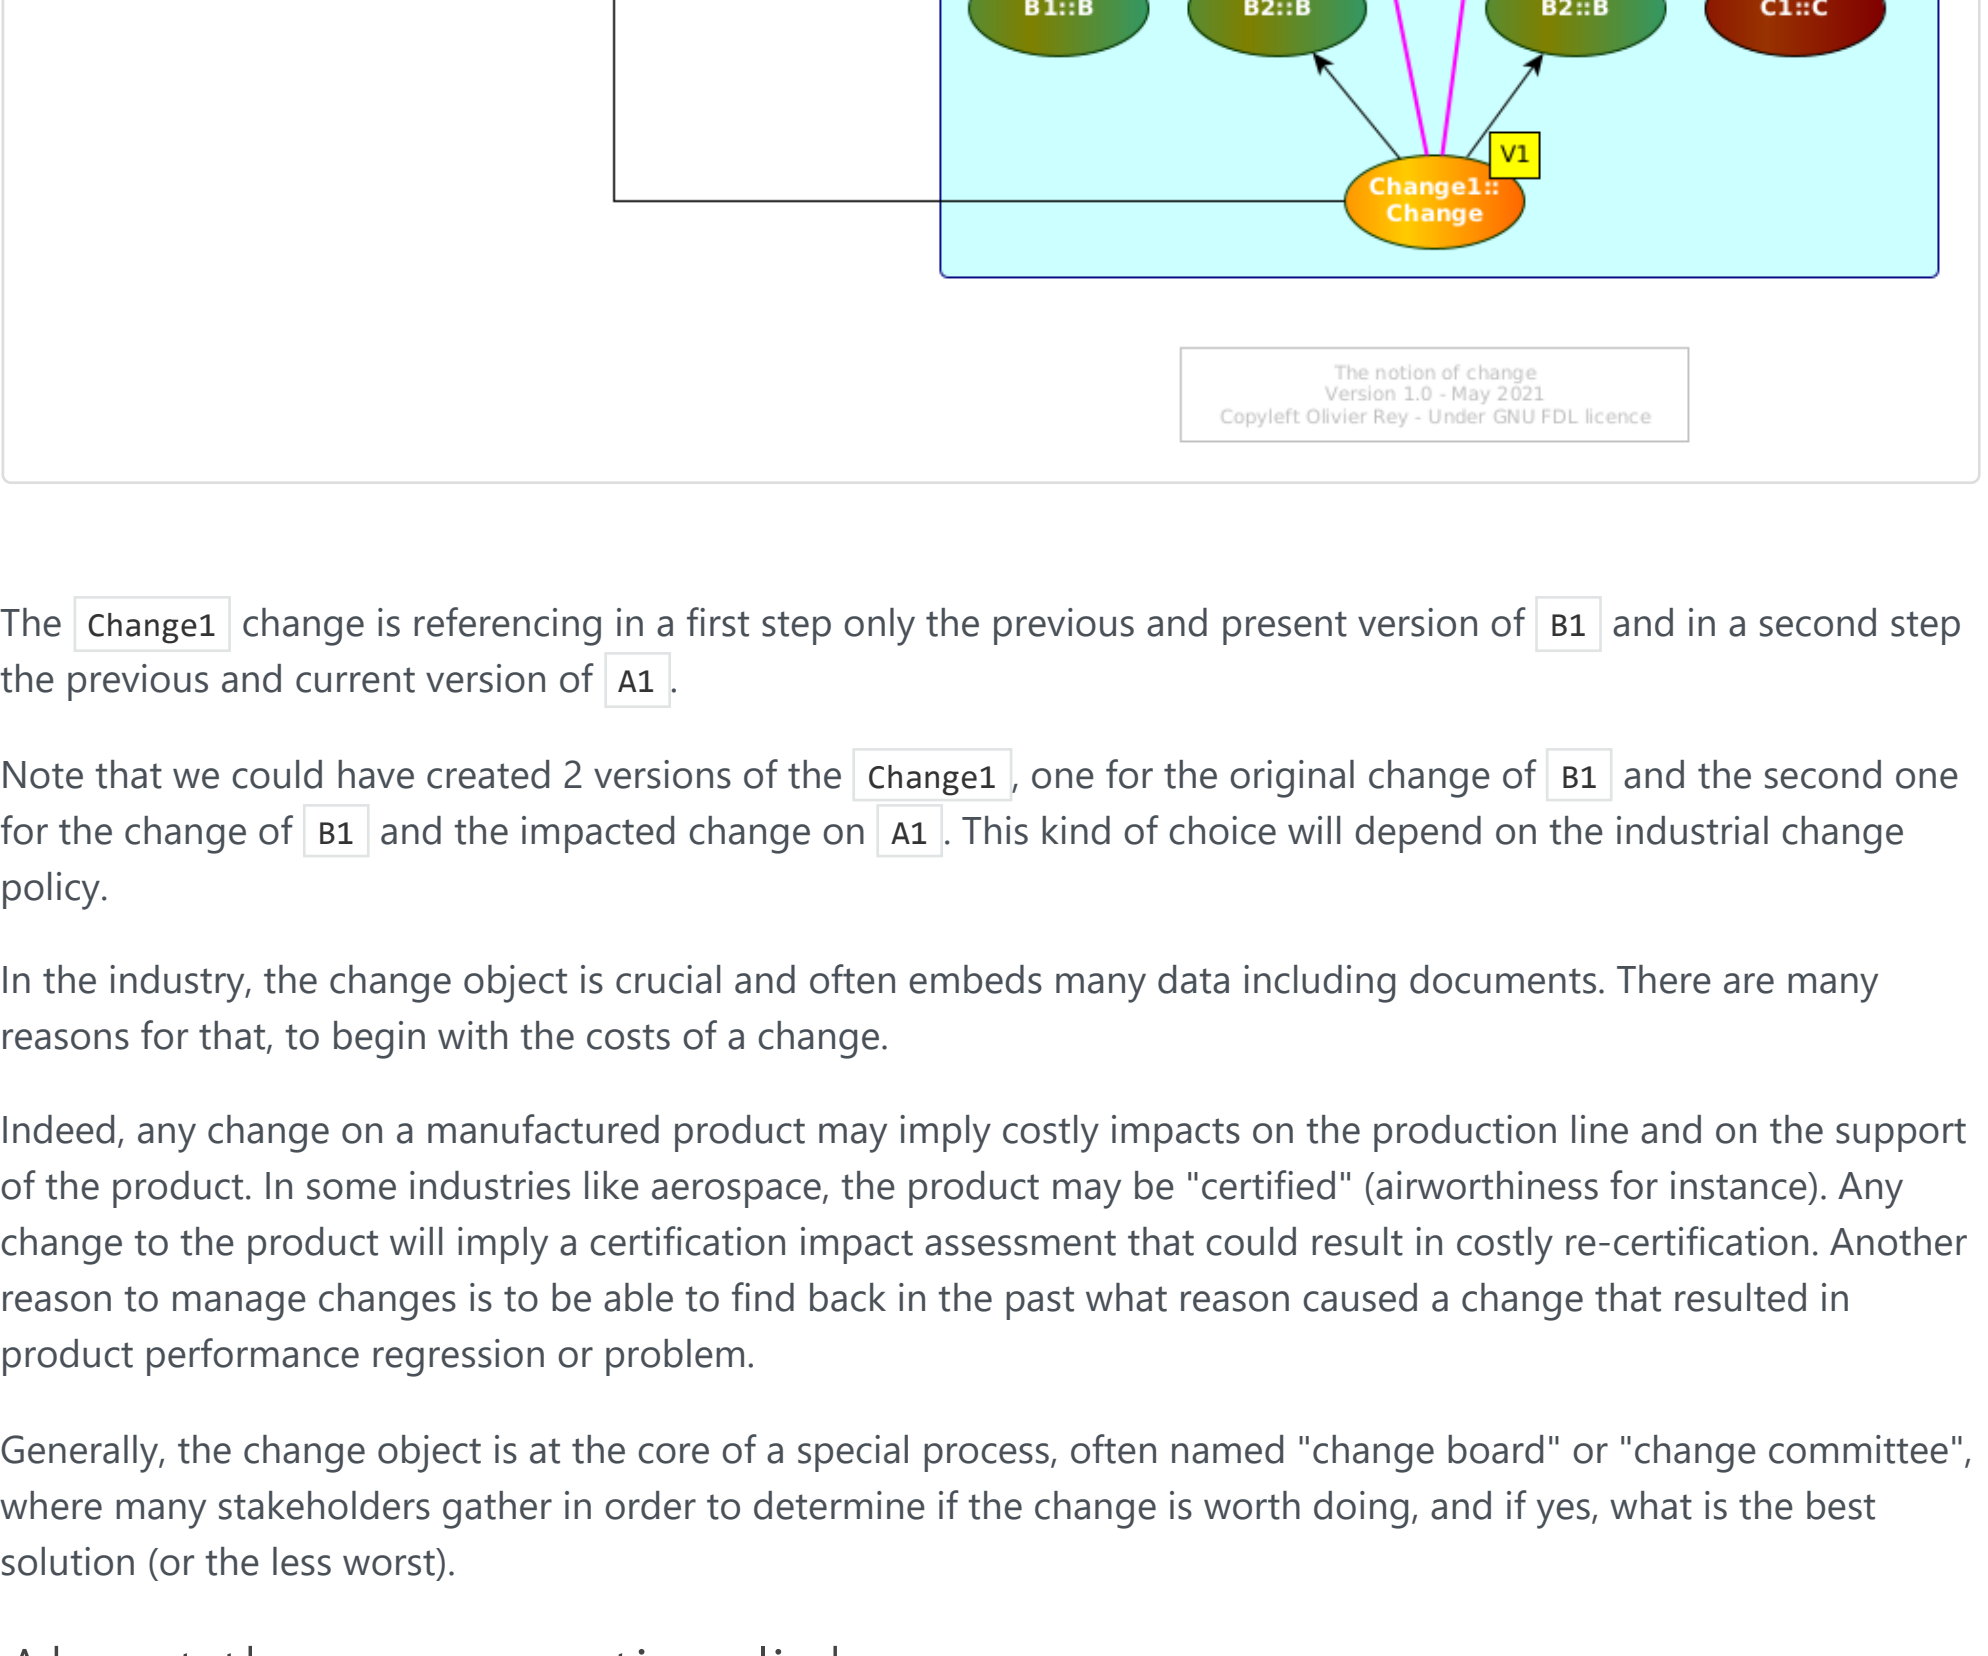 B1::B B2::B B2::B C1::C
V1
Change1::
Change
The notion of change
Version 1.0 - May 2021
Copyleft Olivier Rey - Under GNU FDL licence
The Change1 change is referencing in a first step only the previous and present version of B1 and in a second step
the previous and current version of A1 .
Note that we could have created 2 versions of the Change1 , one for the original change of B1 and the second one
for the change of B1 and the impacted change on A1 . This kind of choice will depend on the industrial change
policy.
In the industry, the change object is crucial and often embeds many data including documents. There are many
reasons for that, to begin with the costs of a change.
Indeed, any change on a manufactured product may imply costly impacts on the production line and on the support
of the product. In some industries like aerospace, the product may be "certified" (airworthiness for instance). Any
change to the product will imply a certification impact assessment that could result in costly re-certification. Another
reason to manage changes is to be able to find back in the past what reason caused a change that resulted in
product performance regression or problem.
Generally, the change object is at the core of a special process, often named "change board" or "change committee",
where many stakeholders gather in order to determine if the change is worth doing, and if yes, what is the best
solution (or the less worst).